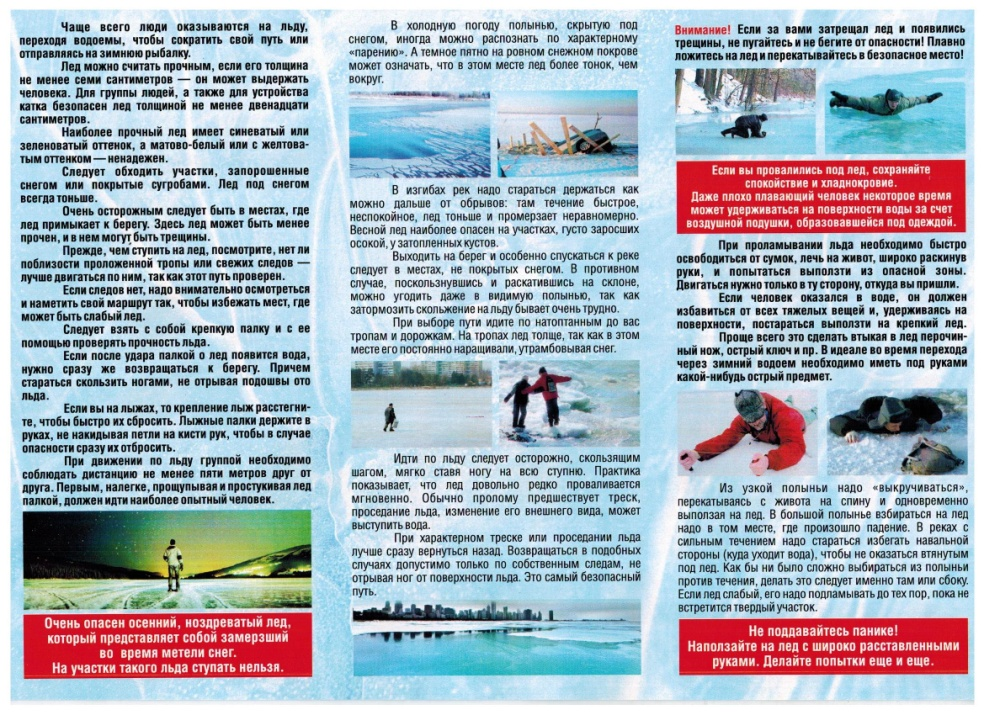 Чаще всего люди оказываются на льду,
переходя водоемы, чтобы сократить свой путь или
отправляясь на зимнюю рыбалку.
Лед можно считать прочным, если его толщина
не менее семи сантиметров — он может выдержать
человека. Для группы людей, а также для устройства
катка безопасен лед толщиной не менее двенадцати
сантиметров.
Наиболее прочный лед имеет синеватый или
зеленоватый оттенок, а матово-белый или с желтова-
тым оттенком — ненадежен.
Следует обходить участки, запорошенные
снегом или покрытые сугробами. Лед под снегом
всегда тоньше.
Очень осторожным следует быть в местах, где
лед примыкает к берегу. Здесь лед может быть менее
прочен, и в нем могут быть трещины.
Прежде, чем ступить на лед, посмотрите, нет ли
поблизости проложенной тропы или свежих следов —
лучше двигаться по ним, так как этот путь проверен.
Если следов нет, надо внимательно осмотреться
и наметить свой маршрут так, чтобы избежать мест, где
может быть слабый лед.
Следует взять с собой крепкую палку и с ее
помощью проверять прочность льда.
Если после удара палкой о лед появится вода,
нужно сразу же возвращаться к берегу. Причем
стараться скользить ногами, не отрывая подошвы ото
льда.
Если вы на лыжах, то крепление лыж расстегни-
те, чтобы быстро их сбросить. Лыжные палки держите в
руках, не накидывая петли на кисти рук, чтобы в случае
опасности сразу их отбросить.
При движении по льду группой необходимо
соблюдать дистанцию не менее пяти метров друг от
друга. Первым, налегке, прощупывая и простукивая лед
палкой, должен идти наиболее опытный человек.
Очень опасен осенний, ноздреватый лед,
который представляет собой замерзший
во время метели снег.
На участки такого льда ступать нельзя.
В холодную погоду полынью, скрытую под
снегом, иногда можно распознать по характерному
«парению». А темное пятно на ровном снежном покрове
может означать, что в этом месте лед более тонок, чем
вокруг.
В изгибах рек надо стараться держаться как
можно дальше от обрывов: там течение быстрое,
неспокойное, лед тоньше и промерзает неравномерно.
Весной лед наиболее опасен на участках, густо заросших
осокой, у затопленных кустов.
Выходить на берег и особенно спускаться к реке
следует в местах, не покрытых снегом. В противном
случае, поскользнувшись и раскатившись на склоне,
можно угодить даже в видимую полынью, так как
затормозить скольжение на льду бывает очень трудно.
При выборе пути идите по натоптанным до вас
тропам и дорожкам. На тропах лед толще, так как в этом
месте его постоянно наращивали, утрамбовывая снег.
Идти по льду следует осторожно, скользящим
шагом, мягко ставя ногу на всю ступню. Практика
показывает, что лед довольно редко проваливается
мгновенно. Обычно пролому предшествует треск,
проседание льда, изменение его внешнего вида, может
выступить вода.
При характерном треске или проседании льда
лучше сразу вернуться назад. Возвращаться в подобных
случаях допустимо только по собственным следам, не
отрывая ног от поверхности льда. Это самый безопасный
путь.
Внимание! Если за вами затрещал лед и появились
трещины, не пугайтесь и не бегите от опасности! Плавно
ложитесь на лед и перекатывайтесь в безопасное место!
Если вы провалились под лед, сохраняйте
спокойствие и хладнокровие.
Даже плохо плавающий человек некоторое время
может удерживаться на поверхности воды за счет
воздушной подушки, образовавшейся под одеждой.
При проламывании льда необходимо быстро
освободиться от сумок, лечь на живот, широко раскинув
руки, и попытаться выползти из опасной зоны.
Двигаться нужно только в ту сторону, откуда вы пришли.
Если человек оказался в воде, он должен
избавиться от всех тяжелых вещей и, удерживаясь на
поверхности, постараться выползти на крепкий лед.
Проще всего это сделать втыкая в лед перочин-
ный нож, острый ключ и пр. В идеале во время перехода
через зимний водоем необходимо иметь под руками
какой-нибудь острый предмет.
Из узкой полыньи надо «выкручиваться»,
перекатываясь с живота на спину и одновременно
выползая на лед. В большой полынье взбираться на лед
надо в том месте, где произошло падение. В реках с
сильным течением надо стараться избегать навальной
стороны (куда уходит вода), чтобы не оказаться втянутым
под лед. Как бы ни было сложно выбираться из полыньи
против течения, делать это следует именно там или сбоку.
Если лед слабый, его надо подламывать до тех пор, пока не
встретится твердый участок.
Не поддавайтесь панике!
Наползайте на лед с широко расставленными
руками. Делайте попытки еще и еще.